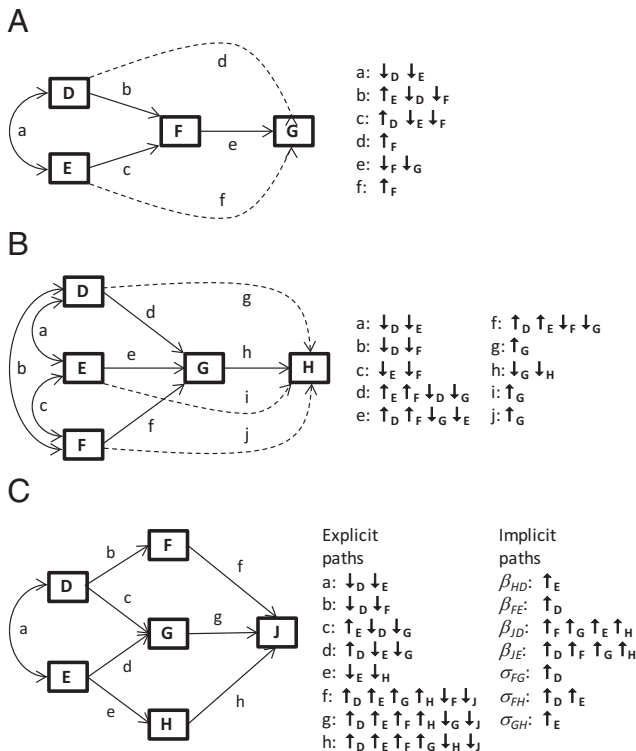 A
D
E
F
G
a
b
c
d
e
f
a: ↓D ↓E
b: ↑E ↓D ↓F
c: ↑D ↓E ↓F
d: ↑F
e: ↓F ↓G
f: ↑F
B
D
E
F
G
H
a
b
c
d
e
f
g
h
i
j
a: ↓D ↓E
b: ↓D ↓F
c: ↓E ↓F
d: ↑E ↑F ↓D ↓G
e: ↑D ↑F ↓G ↓E
f: ↑D ↑E ↓F ↓G
g: ↑G
h: ↓G ↓H
i: ↑G
j: ↑G
C
D
E
F
G
H
J
a
b
c
d
e
f
g
h
Explicit
paths
a: ↓D ↓E
b: ↓D ↓F
c: ↑E ↓D ↓G
d: ↑D ↓E ↓G
e: ↓E ↓H
f: ↑D ↑E ↑G ↑H ↓F ↓J
g: ↑D ↑E ↑F ↑H ↓G ↓J
h: ↑D ↑E ↑F ↑G ↓H ↓J
Implicit
paths
βHD: ↑E
βFE: ↑D
βJD: ↑F ↑G ↑E ↑H
βJE: ↑D ↑F ↑G ↑H
σFG: ↑D
σFH: ↑D ↑E
σGH: ↑E